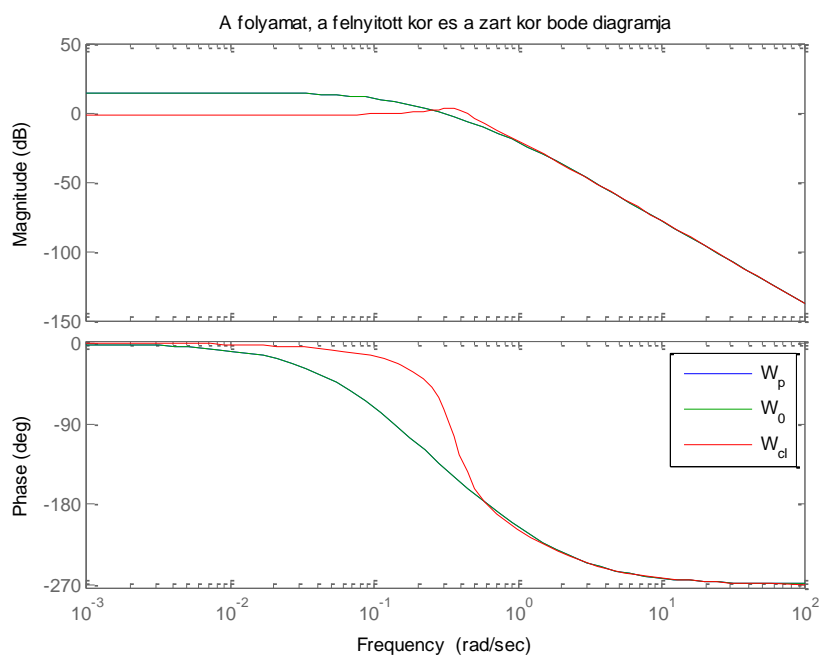 A folyamat, a felnyitott kor es a zart kor bode diagramja
50
0
-50
-100
-150
Magnitude (dB)
0
-90
-180
-270
Phase (deg)
W_p
W_0
W_cl
10^-3
10^-2
10^-1
10^0
10^1
10^2
Frequency (rad/sec)